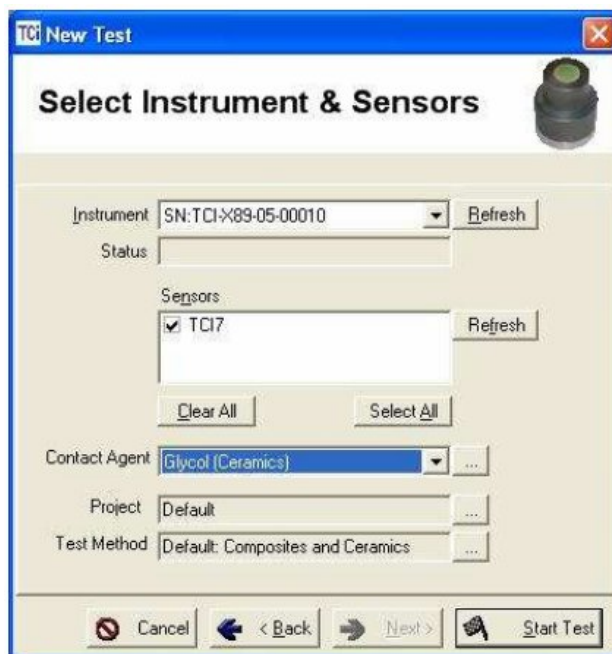 TCi New Test
Select Instrument & Sensors
Instrument SN:TCI-X89-05-00010 Refresh
Status
Sensors
TCI7 Refresh
Clear All Select All
Contact Agent Glycol (Ceramics) ...
Project Default ...
Test Method Default: Composites and Ceramics ...
Cancel < Back Next > Start Test